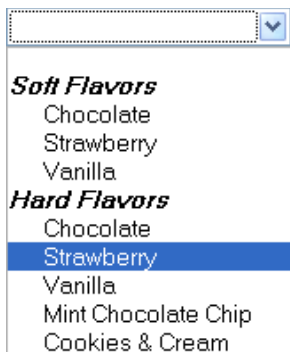 Soft Flavors
Chocolate
Strawberry
Vanilla
Hard Flavors
Chocolate
Strawberry
Vanilla
Mint Chocolate Chip
Cookies & Cream